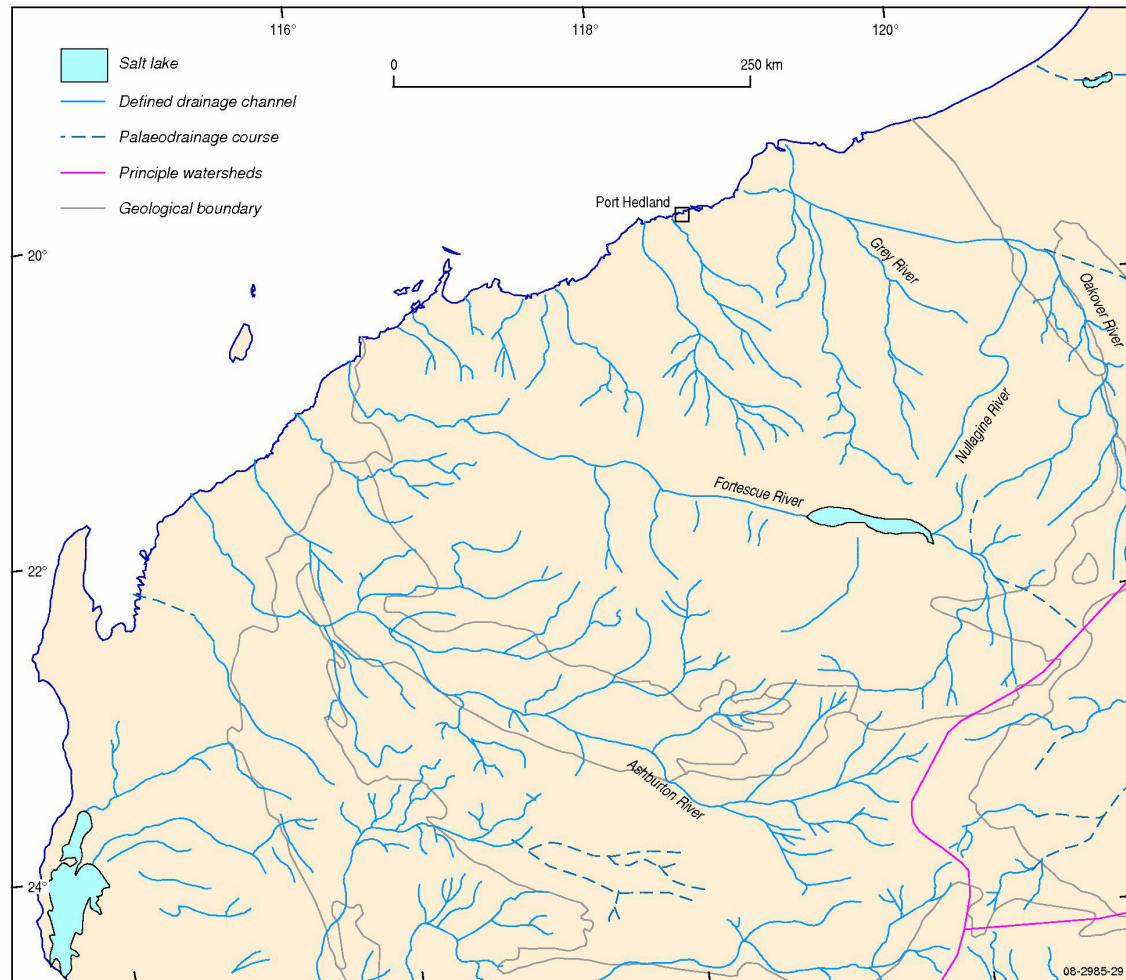 116°
118°
120°
Salt lake
0
250 km
Defined drainage channel
Palaeodrainage course
Principle watersheds
Geological boundary
Port Hedland
20°
Grey River
Oakover River
Nullagine River
Fortescue River
22°
Ashburton River
24°
08-2985-29